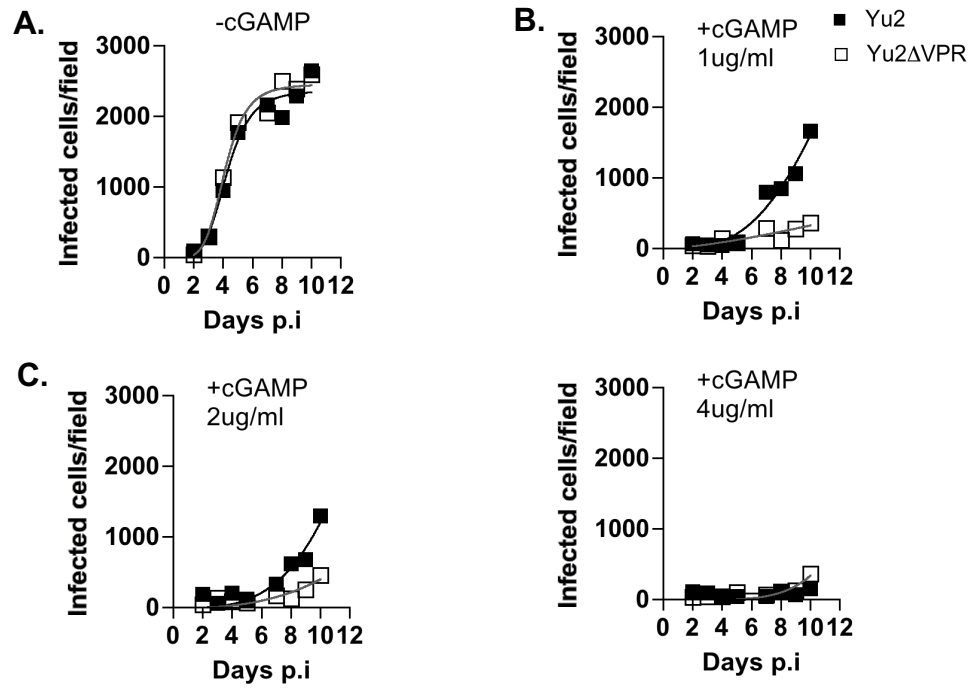 A.
-cGAMP
Infected cells/field
3000
2000
1000
0
0 2 4 6 8 10 12
Days p.i
B.
+cGAMP
1ug/ml
Yu2
Yu2ΔVPR
Infected cells/field
3000
2000
1000
0
0 2 4 6 8 10 12
Days p.i
C.
+cGAMP
2ug/ml
Infected cells/field
3000
2000
1000
0
0 2 4 6 8 10 12
Days p.i
+cGAMP
4ug/ml
Infected cells/field
3000
2000
1000
0
0 2 4 6 8 10 12
Days p.i